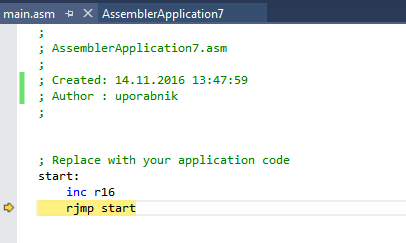 main.asm AssemblerApplication7
;
; AssemblerApplication7.asm
;
; Created: 14.11.2016 13:47:59
; Author : uporabnik
;
; Replace with your application code
start:
inc r16
rjmp start